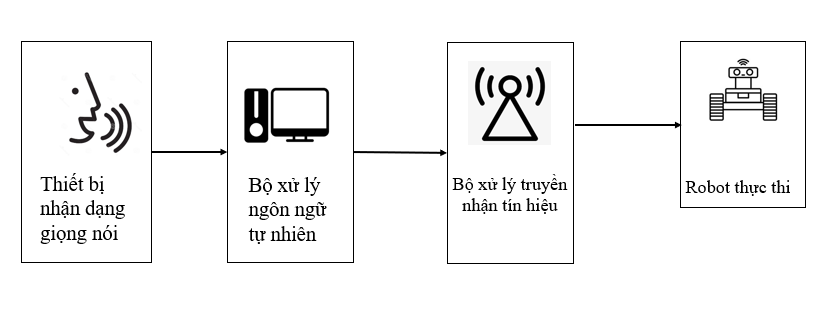 Thiết bị
nhận dạng
giọng nói
Bộ xử lý
ngôn ngữ
tự nhiên
Bộ xử lý truyền
nhận tín hiệu
Robot thực thi